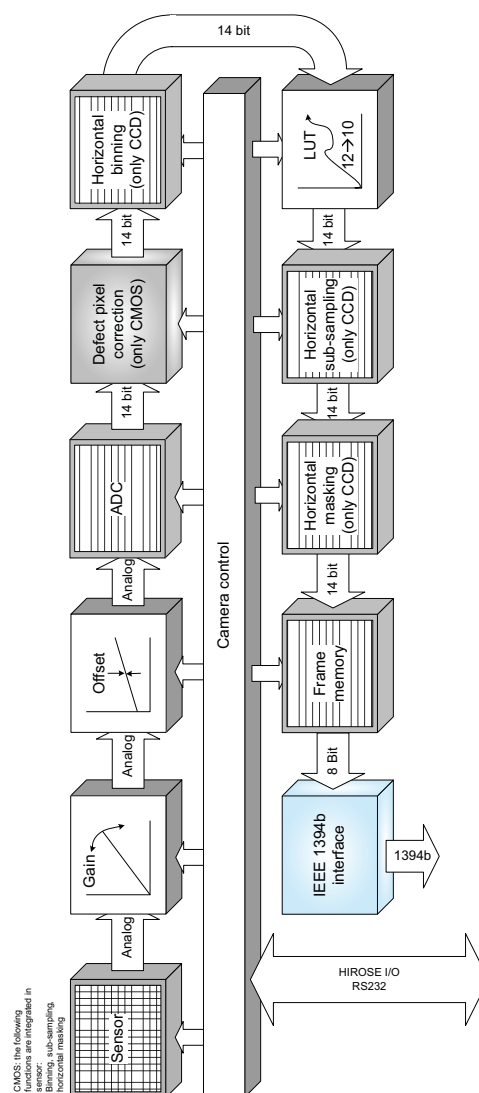 CMOS: the following
functions are integrated in
sensor:
Binning, sub-sampling,
horizontal masking
Sensor
Analog
Gain
Analog
Offset
Analog
ADC
14 bit
Defect pixel
correction
(only CMOS)
14 bit
Horizontal
binning
(only CCD)
14 bit
Camera control
LUT
12→10
14 bit
Horizontal
sub-sampling
(only CCD)
14 bit
Horizontal
masking
(only CCD)
14 bit
Frame
memory
8 Bit
IEEE 1394b
interface
1394b
HIROSE I/O
RS232